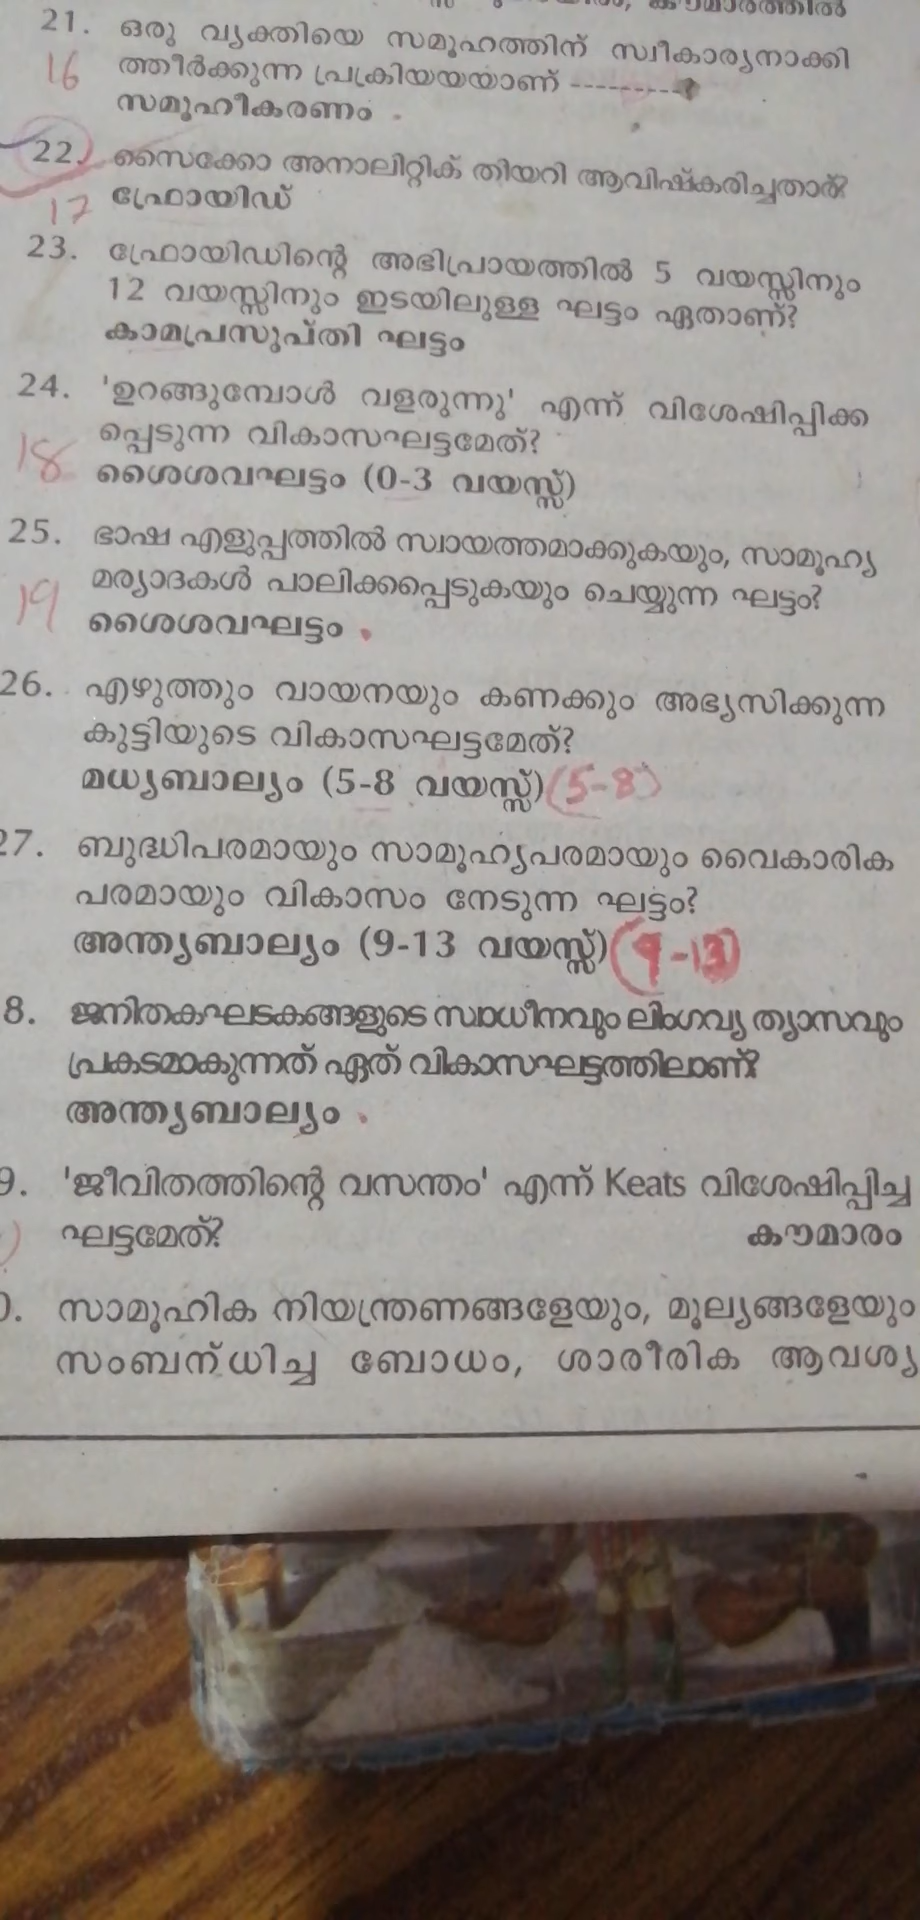 കൗമാരത്തിൽ
21. ഒരു വ്യക്തിയെ സമൂഹത്തിന് സ്വീകാര്യനാക്കി
16 ത്തീർക്കുന്ന പ്രക്രിയയയാണ് ----------?
സമൂഹീകരണം .
22. സൈക്കോ അനാലിറ്റിക് തിയറി ആവിഷ്കരിച്ചതാര്?
17 ഫ്രോയിഡ്
23. ഫ്രോയിഡിന്റെ അഭിപ്രായത്തിൽ 5 വയസ്സിനും
12 വയസ്സിനും ഇടയിലുള്ള ഘട്ടം ഏതാണ്?
കാമപ്രസുപ്തി ഘട്ടം
24. 'ഉറങ്ങുമ്പോൾ വളരുന്നു' എന്ന് വിശേഷിപ്പിക്ക
18 പ്പെടുന്ന വികാസഘട്ടമേത്?
ശൈശവഘട്ടം (0-3 വയസ്സ്)
25. ഭാഷ എളുപ്പത്തിൽ സ്വായത്തമാക്കുകയും, സാമൂഹ്യ
19 മര്യാദകൾ പാലിക്കപ്പെടുകയും ചെയ്യുന്ന ഘട്ടം?
ശൈശവഘട്ടം .
26. എഴുത്തും വായനയും കണക്കും അഭ്യസിക്കുന്ന
കുട്ടിയുടെ വികാസഘട്ടമേത്?
മധ്യബാല്യം (5-8 വയസ്സ്) (5-8)
27. ബുദ്ധിപരമായും സാമൂഹ്യപരമായും വൈകാരിക
പരമായും വികാസം നേടുന്ന ഘട്ടം?
അന്ത്യബാല്യം (9-13 വയസ്സ്) (9-13)
8. ജനിതകഘടകങ്ങളുടെ സ്വാധീനവും ലിംഗവ്യ ത്യാസവും
പ്രകടമാകുന്നത് ഏത് വികാസഘട്ടത്തിലാണ്?
അന്ത്യബാല്യം .
9. 'ജീവിതത്തിന്റെ വസന്തം' എന്ന് Keats വിശേഷിപ്പിച്ച
ഘട്ടമേത്? കൗമാരം
0. സാമൂഹിക നിയന്ത്രണങ്ങളേയും, മൂല്യങ്ങളേയും
സംബന്ധിച്ച ബോധം, ശാരീരിക ആവശ്യ